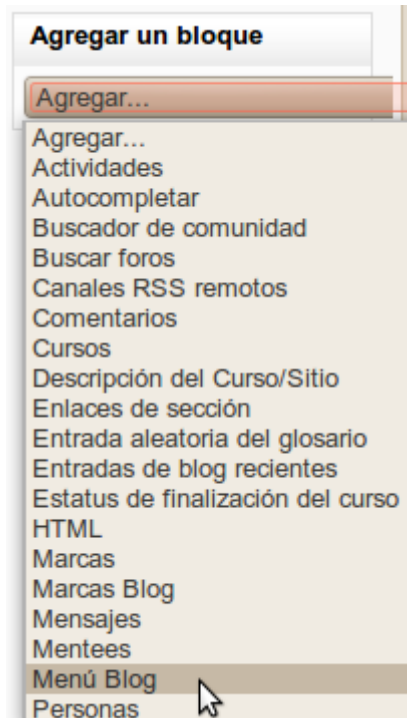 Agregar un bloque
Agregar...
Agregar...
Actividades
Autocompletar
Buscador de comunidad
Buscar foros
Canales RSS remotos
Comentarios
Cursos
Descripción del Curso/Sitio
Enlaces de sección
Entrada aleatoria del glosario
Entradas de blog recientes
Estatus de finalización del curso
HTML
Marcas
Marcas Blog
Mensajes
Mentees
Menú Blog
Personas